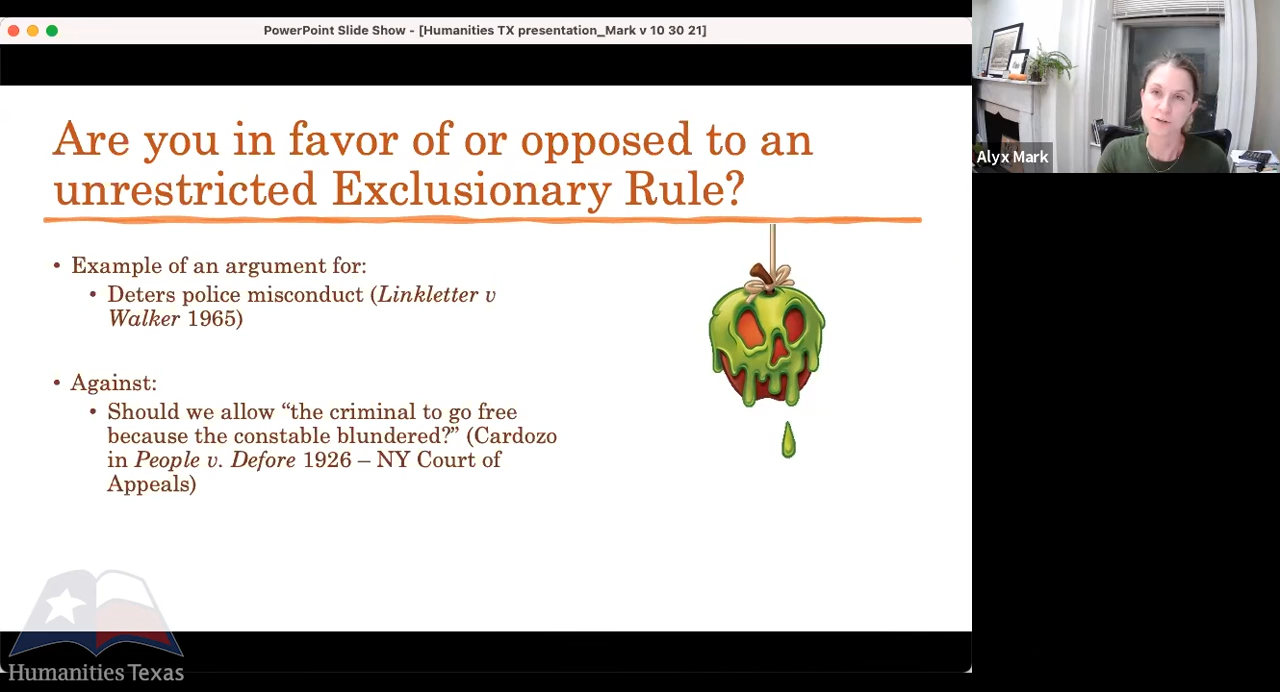 PowerPoint Slide Show - [Humanities TX presentation_Mark v 10 30 21]
Alyx Mark
Are you in favor of or opposed to an
unrestricted Exclusionary Rule?
• Example of an argument for:
• Deters police misconduct (Linkletter v
Walker 1965)
• Against:
• Should we allow “the criminal to go free
because the constable blundered?” (Cardozo
in People v. Defore 1926 – NY Court of
Appeals)
Humanities Texas